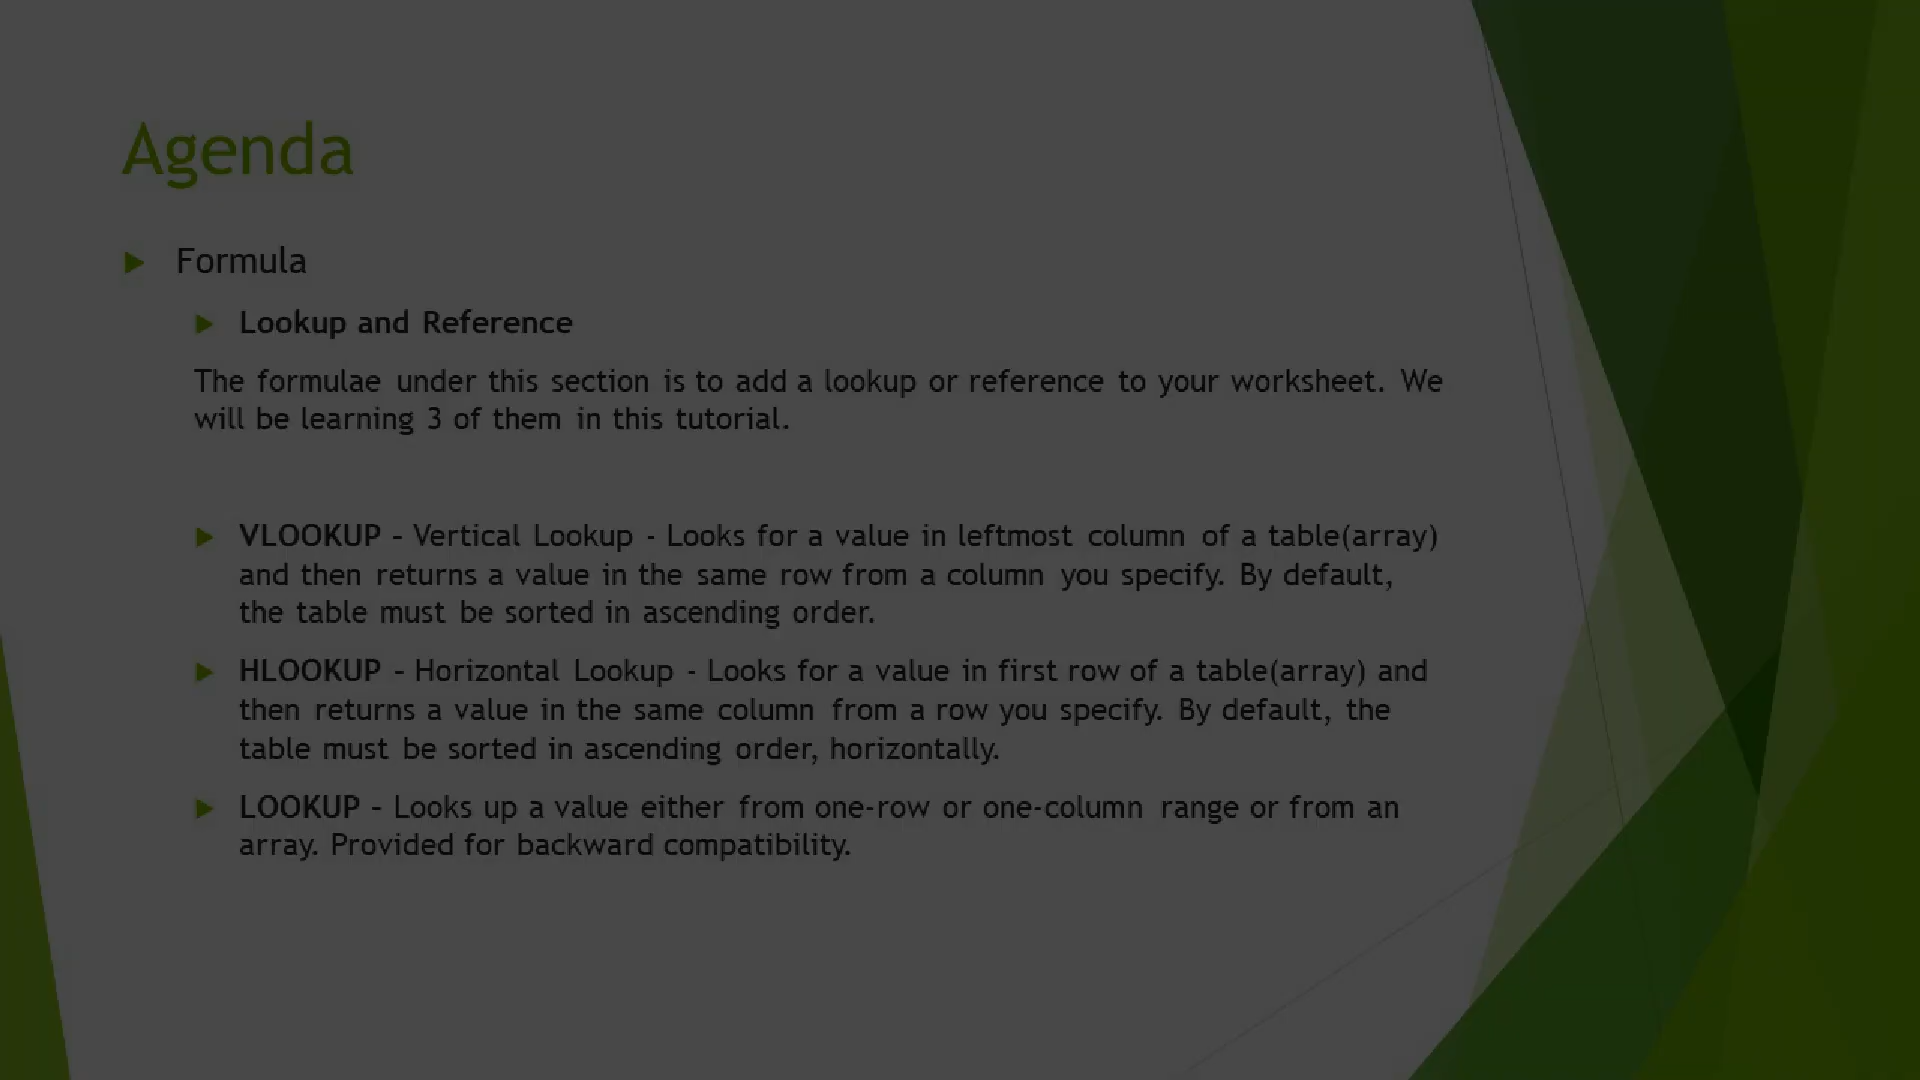 Agenda
Formula
Lookup and Reference
The formulae under this section is to add a lookup or reference to your worksheet. We
will be learning 3 of them in this tutorial.
VLOOKUP – Vertical Lookup - Looks for a value in leftmost column of a table(array)
and then returns a value in the same row from a column you specify. By default,
the table must be sorted in ascending order.
HLOOKUP – Horizontal Lookup - Looks for a value in first row of a table(array) and
then returns a value in the same column from a row you specify. By default, the
table must be sorted in ascending order, horizontally.
LOOKUP – Looks up a value either from one-row or one-column range or from an
array. Provided for backward compatibility.